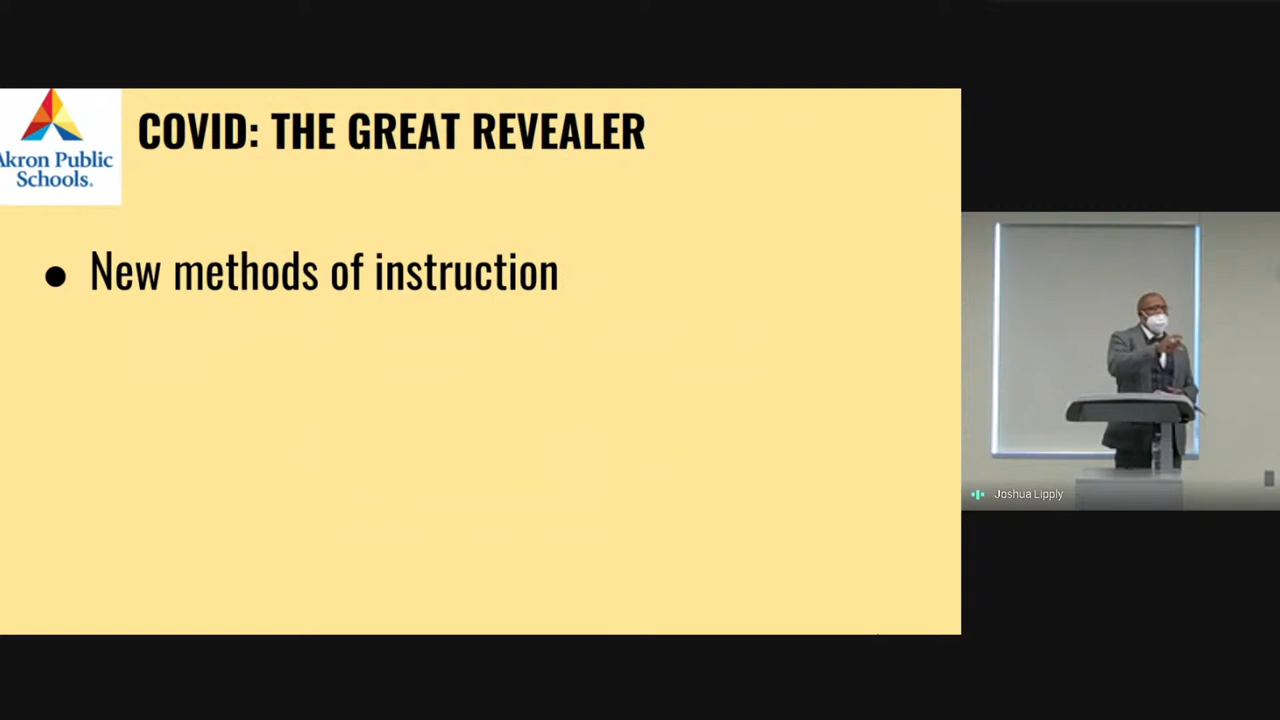 COVID: THE GREAT REVEALER
Akron Public
Schools.
● New methods of instruction
Joshua Lipply